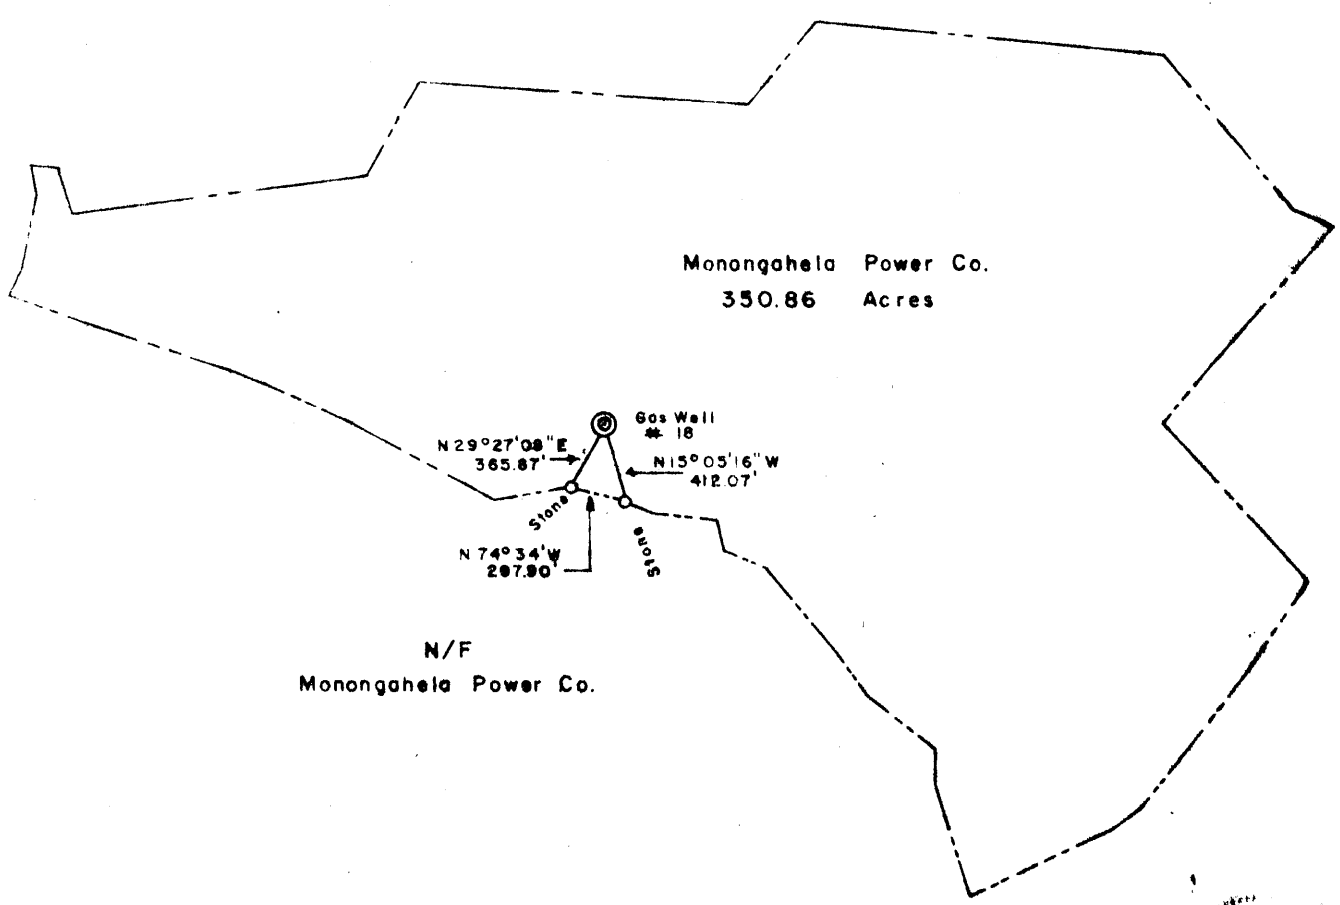 Monongahela Power Co.
350.86 Acres
Gas Well
# 18
N 29°27'08" E
365.87'
N 15° 05'16" W
412.07'
Stone
Stone
N 74° 34' W
297.90'
N/F
Monongahela Power Co.